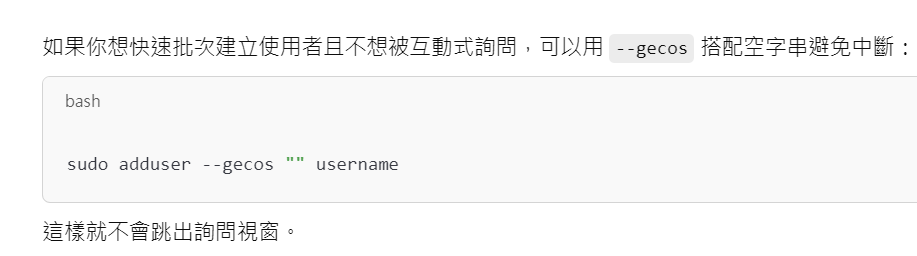 如果你想快速批次建立使用者且不想被互動式詢問，可以用 --gecos 搭配空字串避免中斷：
bash
sudo adduser --gecos "" username
這樣就不會跳出詢問視窗。